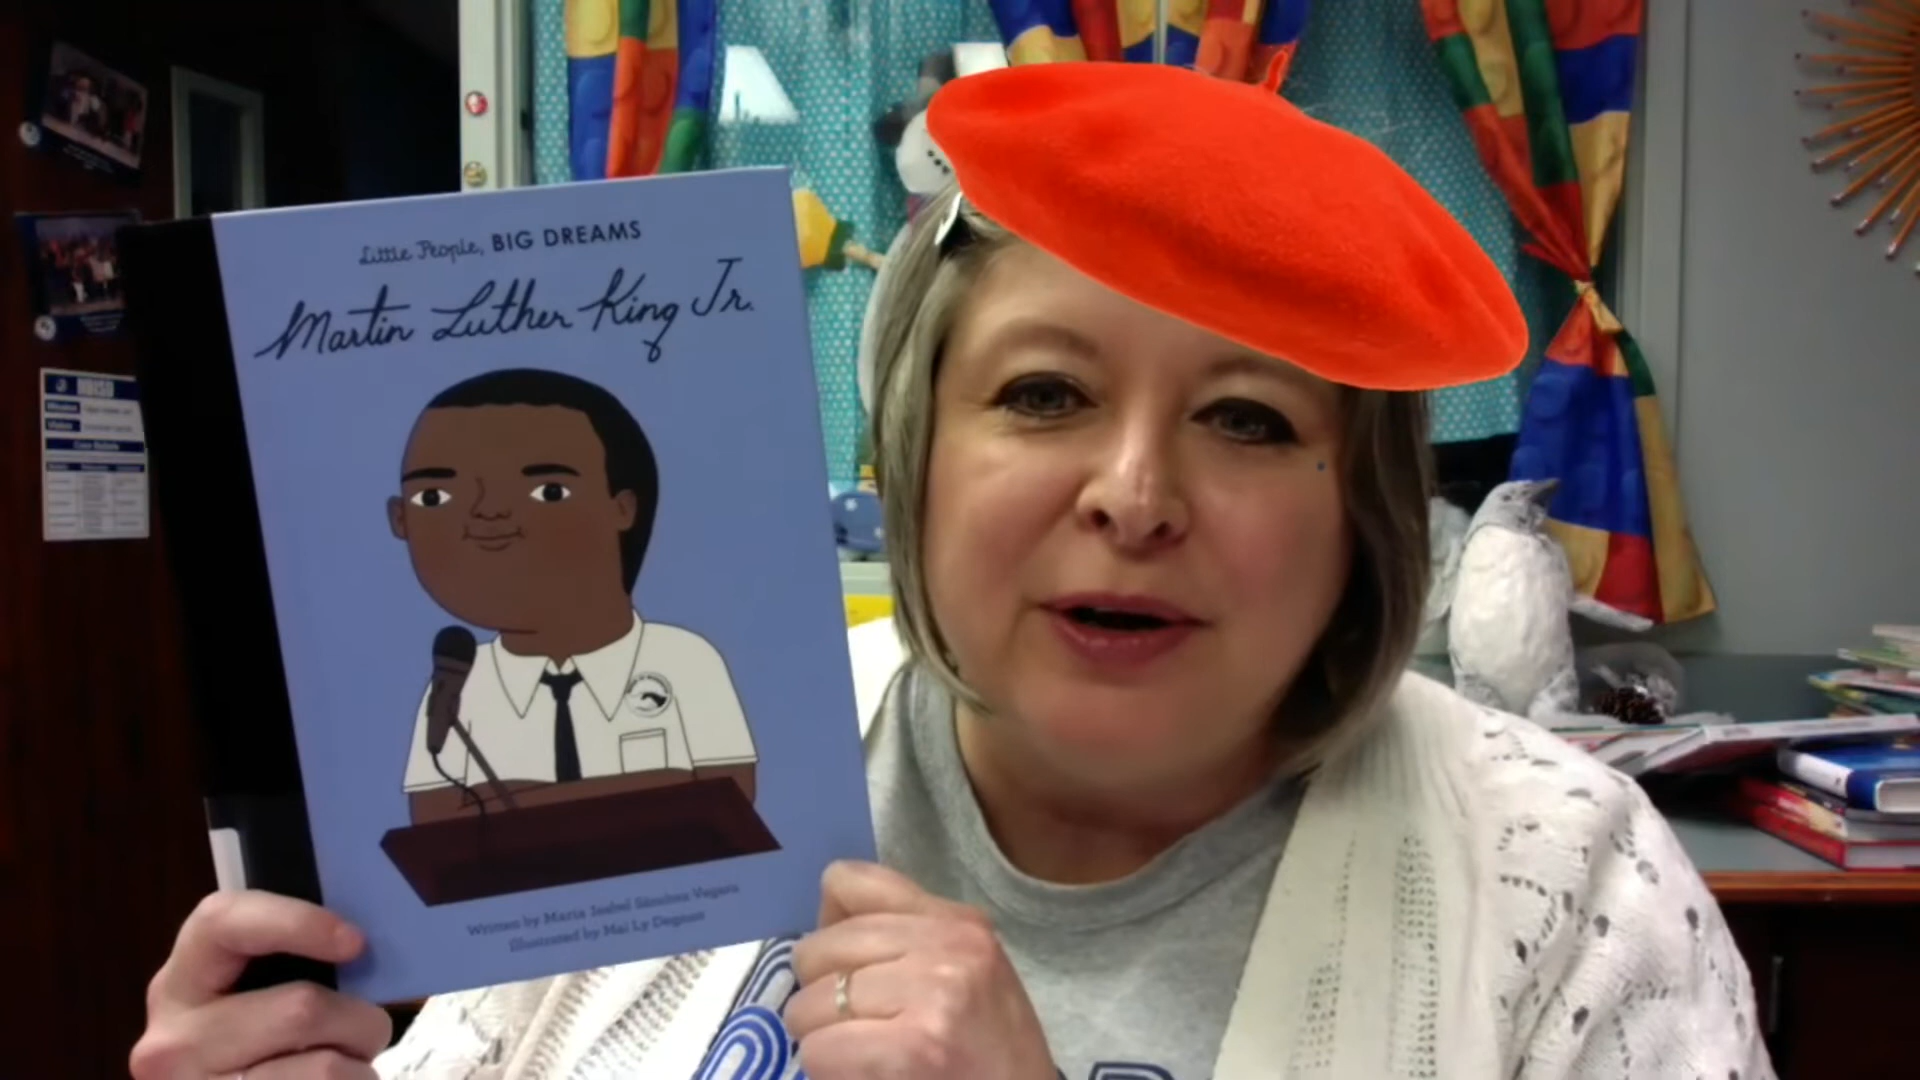 Little People, BIG DREAMS
Martin Luther King Jr.
Written by Maria Isabel Sánchez Vegara
Illustrated by Mai Ly Degnan